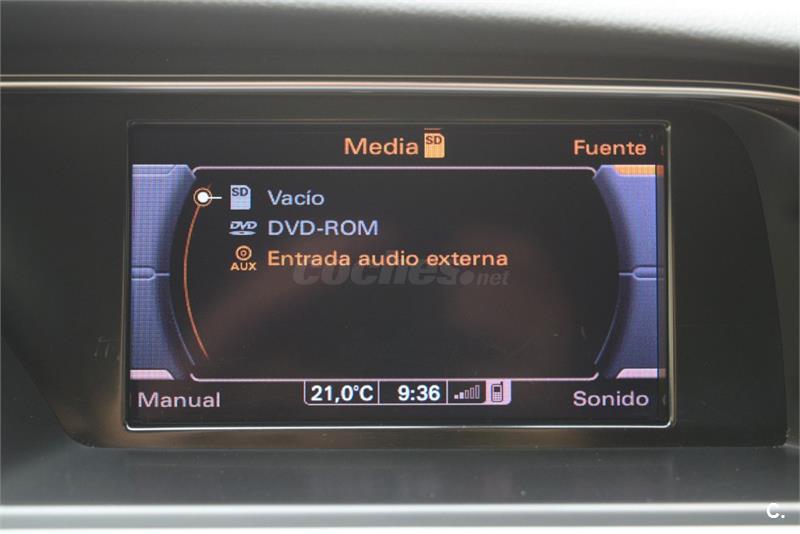 Media SD
Fuente
SD Vacío
DVD DVD-ROM
AUX Entrada audio externa
coches.net
Manual
21,0°C
9:36
Sonido
C.